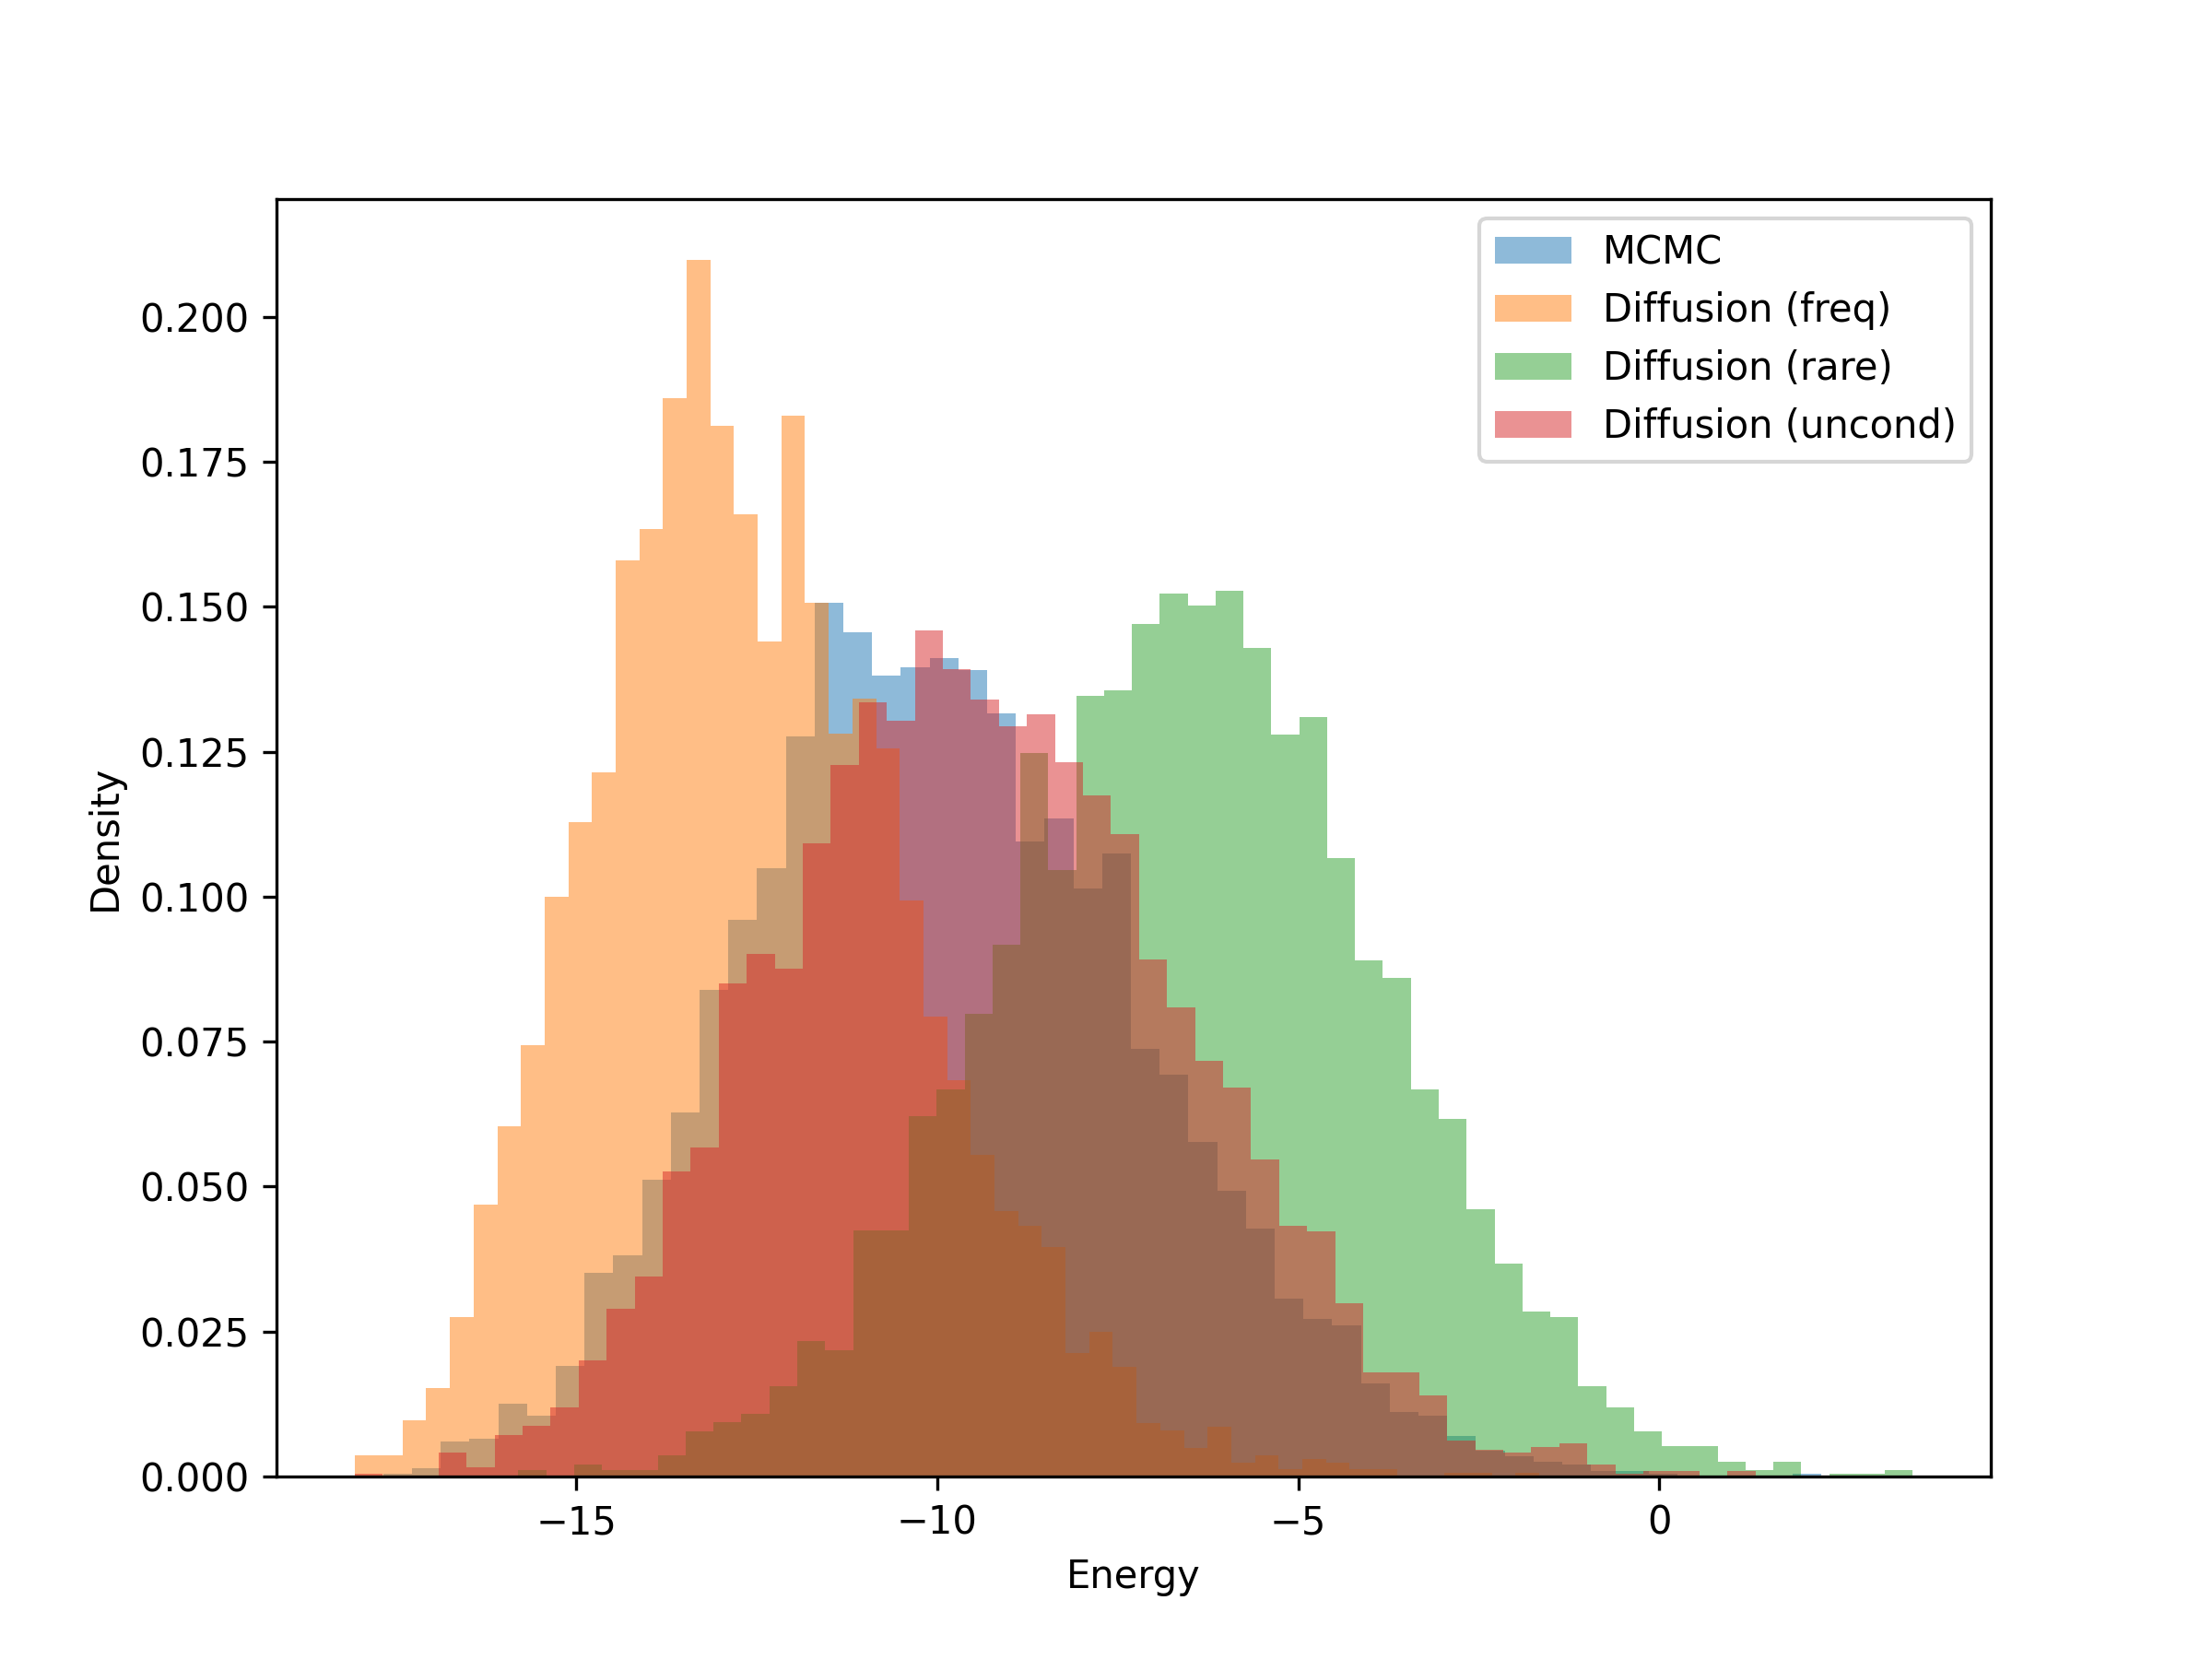 MCMC
Diffusion (freq)
Diffusion (rare)
Diffusion (uncond)
0.200
0.175
0.150
0.125
0.100
0.075
0.050
0.025
0.000
Density
−15 −10 −5 0
Energy